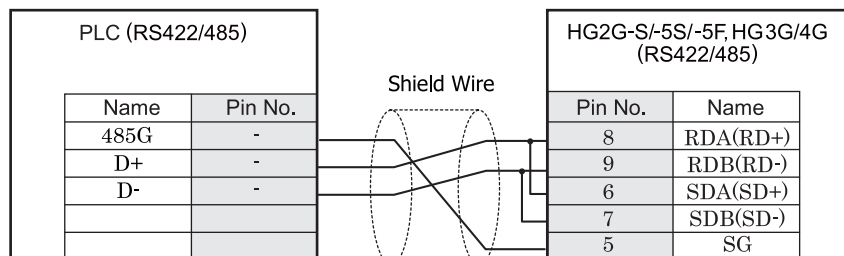 PLC (RS422/485)
HG2G-S/-5S/-5F, HG3G/4G
(RS422/485)
Shield Wire
Name Pin No.
485G -
D+ -
D- -
Pin No. Name
8 RDA(RD+)
9 RDB(RD-)
6 SDA(SD+)
7 SDB(SD-)
5 SG